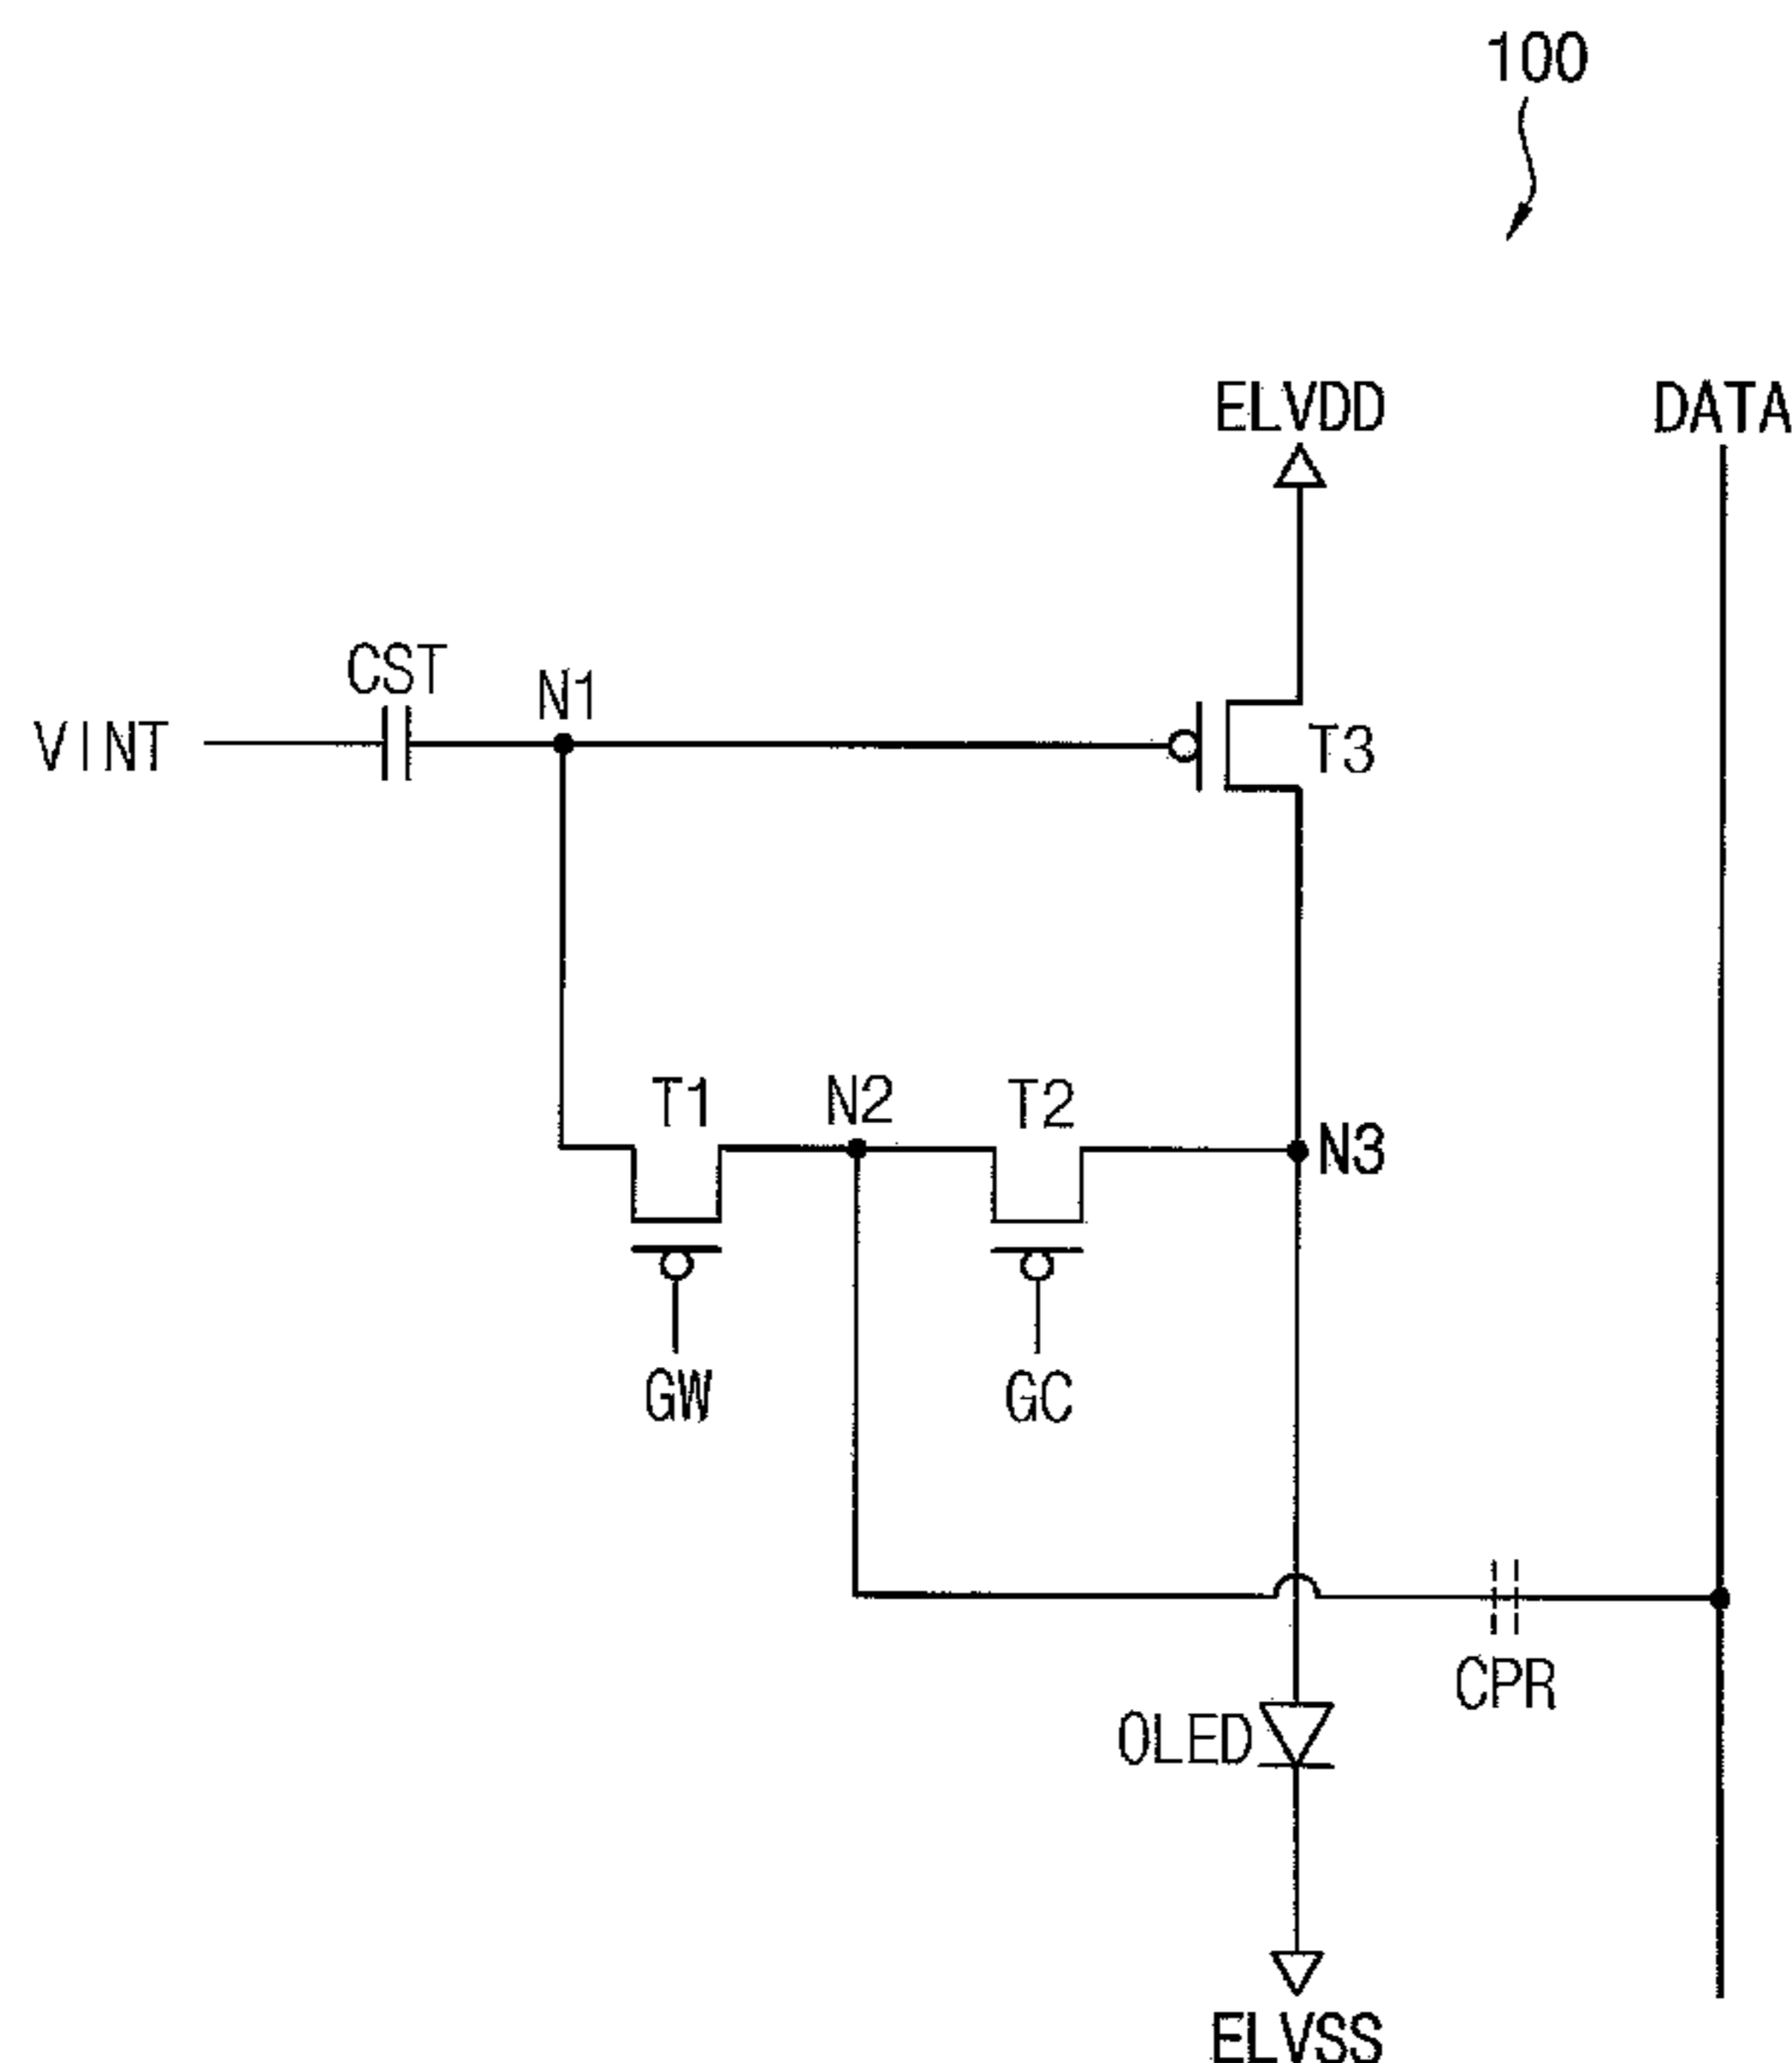 100
ELVDD
DATA
CST
N1
VINT
T3
T1
N2
T2
N3
GW
GC
CPR
OLED
ELVSS